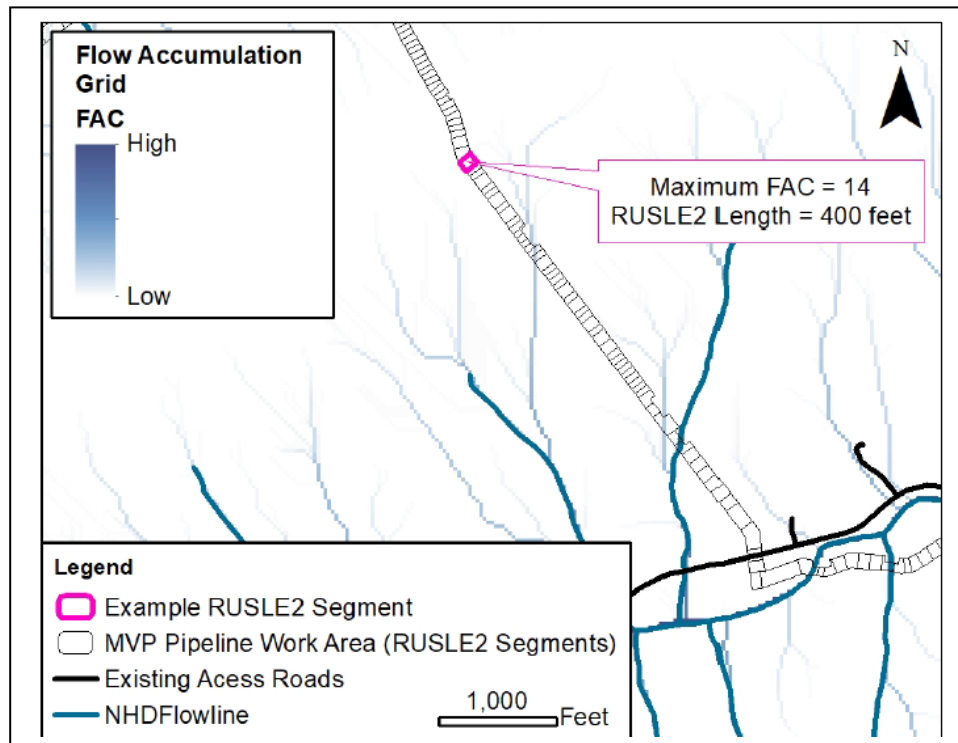 Flow Accumulation
Grid
FAC
High
Low
N
Maximum FAC = 14
RUSLE2 Length = 400 feet
Legend
Example RUSLE2 Segment
MVP Pipeline Work Area (RUSLE2 Segments)
Existing Acess Roads
NHDFlowline
1,000
Feet